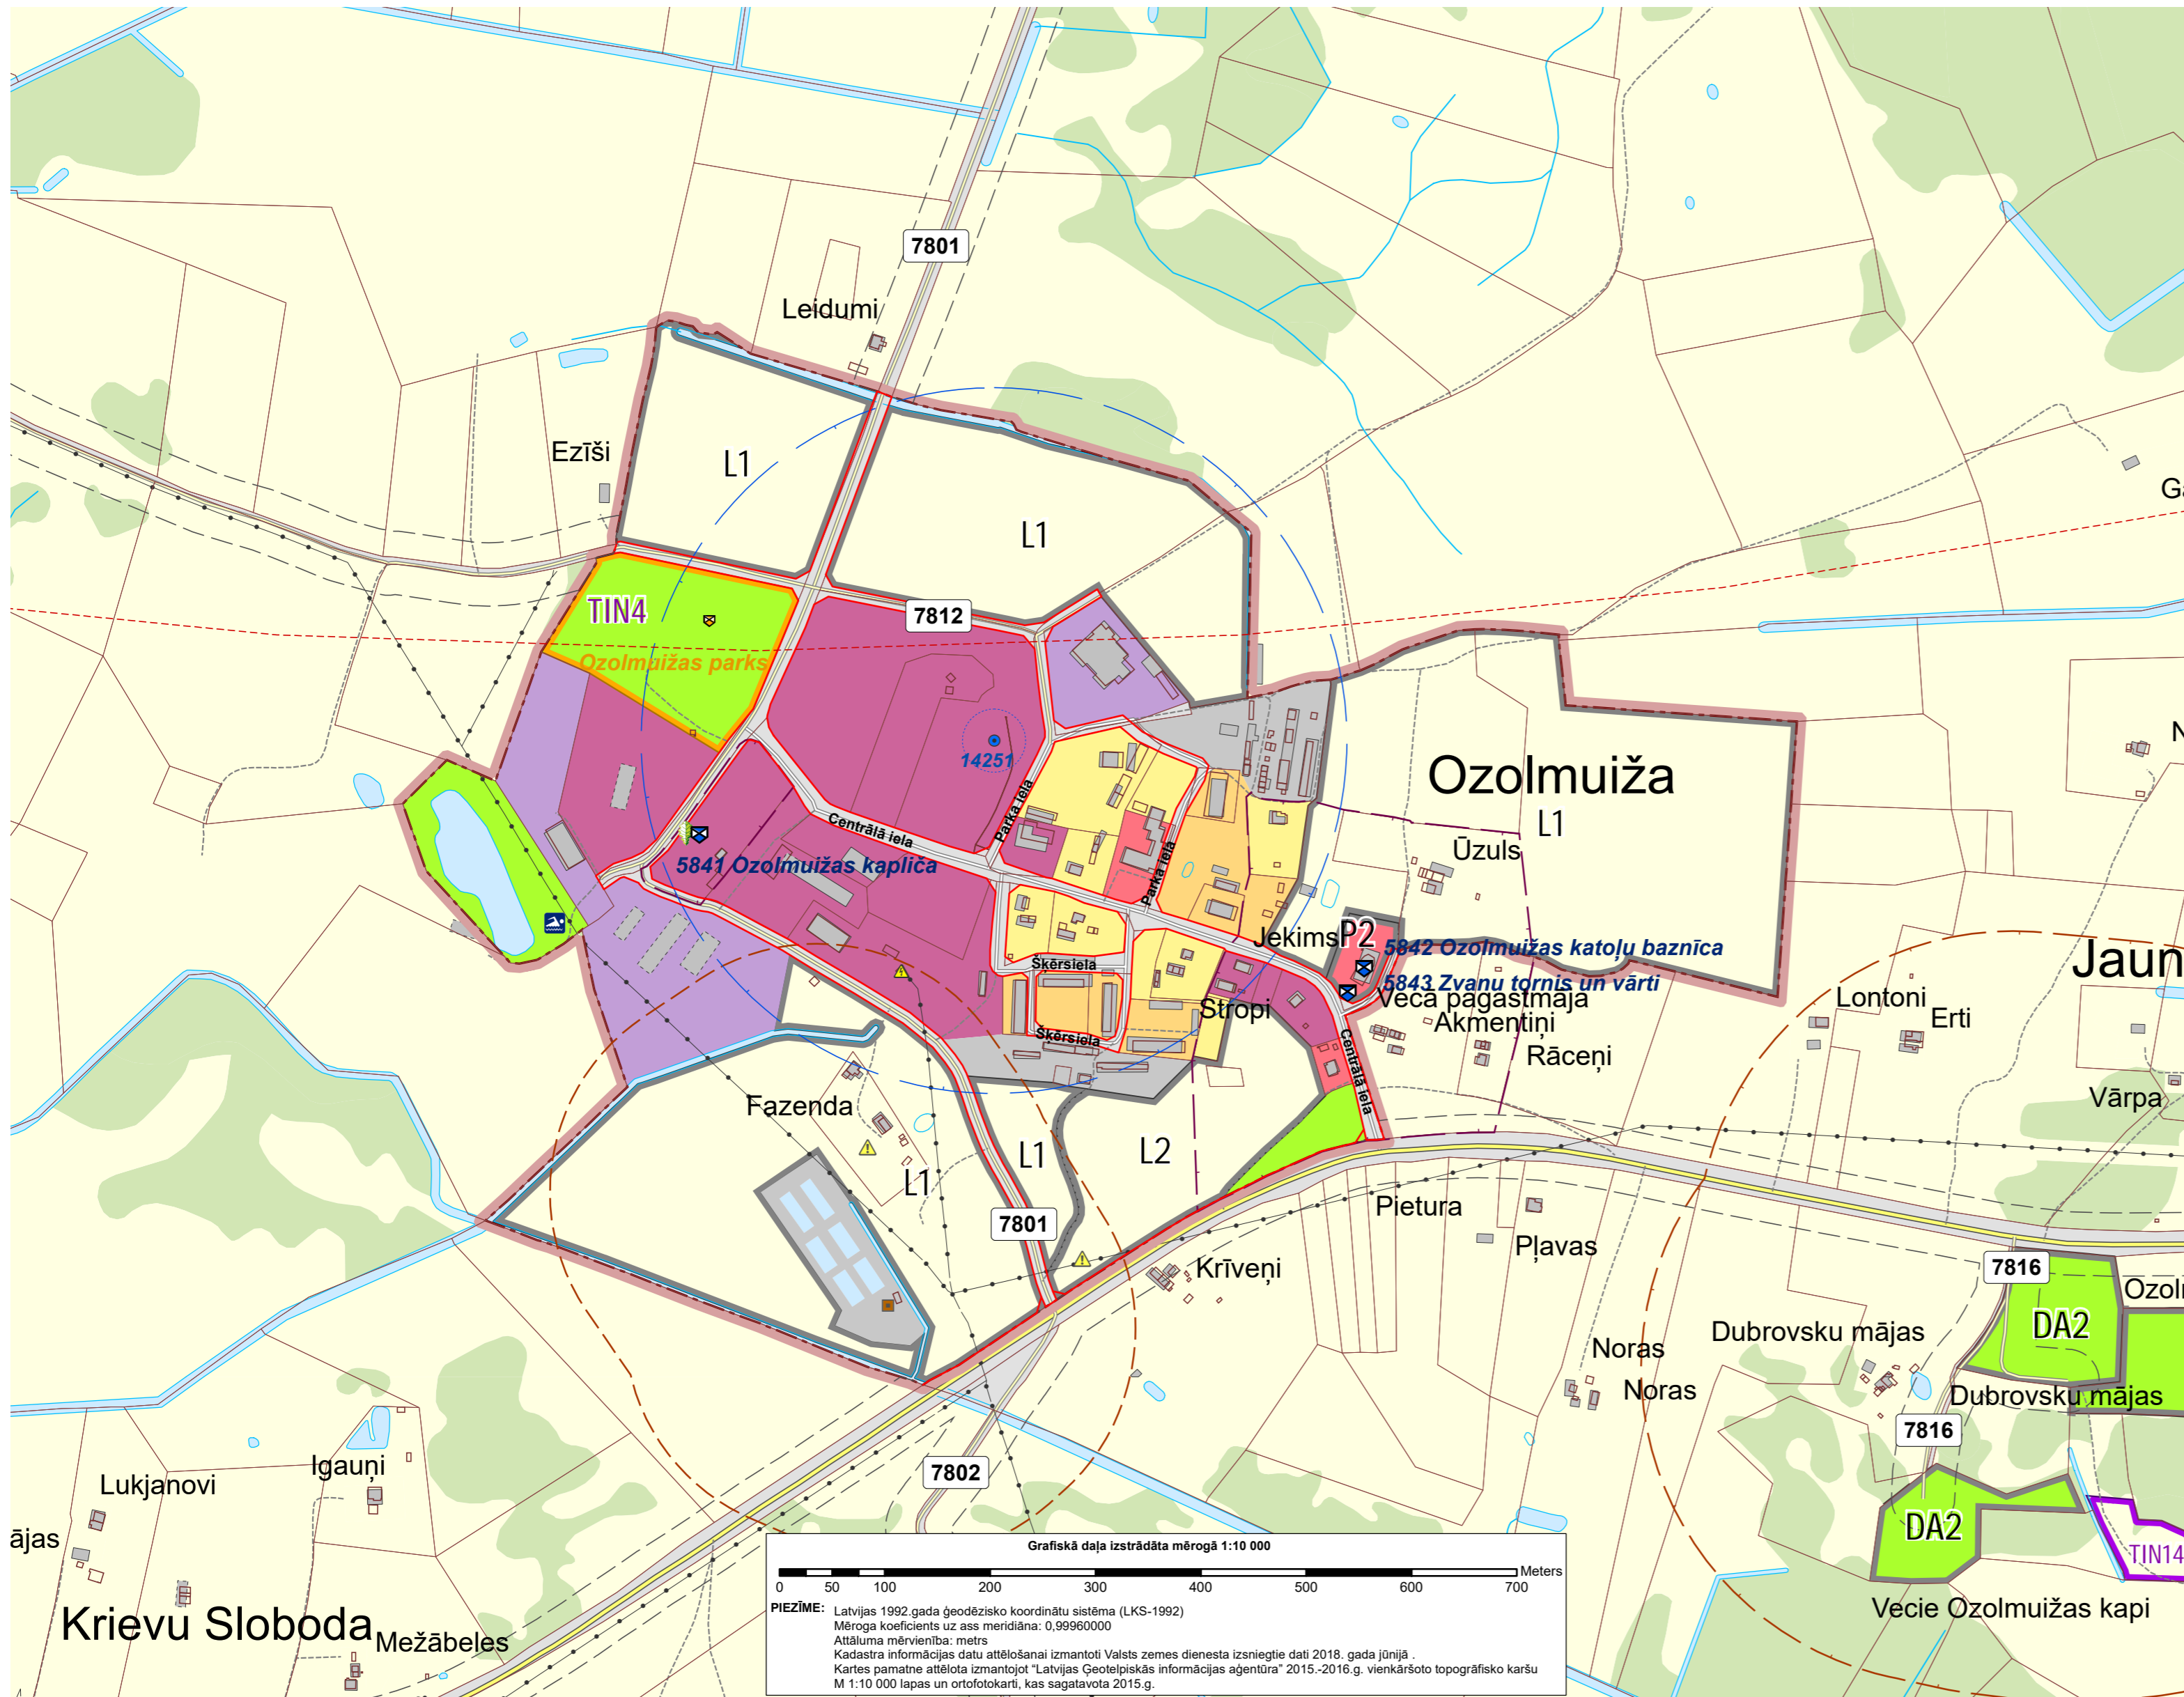 7801
Leidumi
Ezīši
L1
L1
TIN4
7812
Ozolmuižas parks
14251
Parka iela
Centrālā iela
Parka iela
Ozolmuiža
L1
Ūzuls
5841 Ozolmuižas kapliča
Jekims
P2
5842 Ozolmuižas katoļu baznīca
5843 Zvanu tornis un vārti
Škērsiela
Stropi
Vecā pagastmāja
Akmentiņi
Škērsiela
Centrālā iela
Rāceņi
Jaun
Lontoni
Erti
Vārpa
Fazenda
L1
L1
L2
7801
Pietura
Pļavas
Krīveņi
7816
Ozol
DA2
Dubrovsku mājas
Noras
Noras
Dubrovsku mājas
7816
7802
Igauņi
Lukjanovi
ājas
DA2
TIN14
Vecie Ozolmuižas kapi
Krievu Sloboda
Mežābeles
Grafiskā daļa izstrādāta mērogā 1:10 000
Meters
0 50 100 200 300 400 500 600 700
PIEZĪME: Latvijas 1992.gada ģeodēzisko koordinātu sistēma (LKS-1992)
Mēroga koeficients uz ass meridiāna: 0,99960000
Attāluma mērvienība: metrs
Kadastra informācijas datu attēlošanai izmantoti Valsts zemes dienesta izsniegtie dati 2018. gada jūnijā .
Kartes pamatne attēlota izmantojot “Latvijas Ģeotelpiskās informācijas aģentūra” 2015.-2016.g. vienkāršoto topogrāfisko karšu
M 1:10 000 lapas un ortofotokarti, kas sagatavota 2015.g.